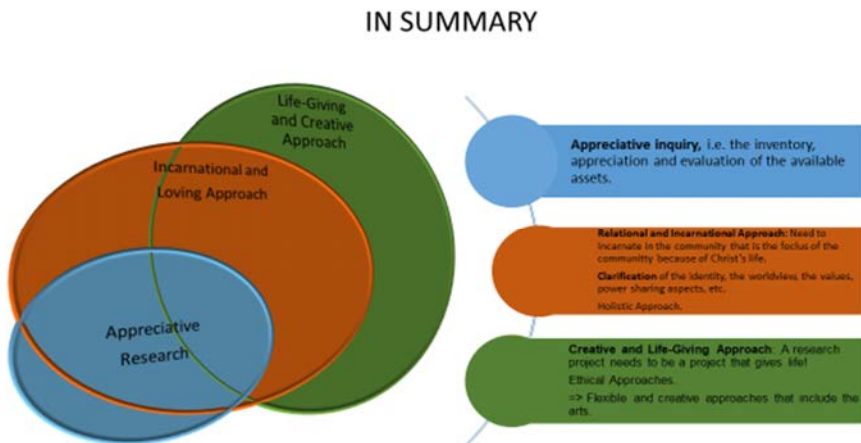 IN SUMMARY
Life-Giving
and Creative
Approach
Incarnational and
Loving Approach
Appreciative
Research
Appreciative inquiry, i.e. the inventory,
appreciation and evaluation of the available
assets.
Relational and Incarnational Approach: Need to
incarnate in the community that is the foclus of the
communitty because of Christ's life.
Clarification of the identity, the worldview, the values,
power sharing aspects, etc.
Holistic Approach.
Creative and Life-Giving Approach: A research
project needs to be a project that gives life!
Ethical Approaches.
=> Flexible and creative approaches that include the
arts.